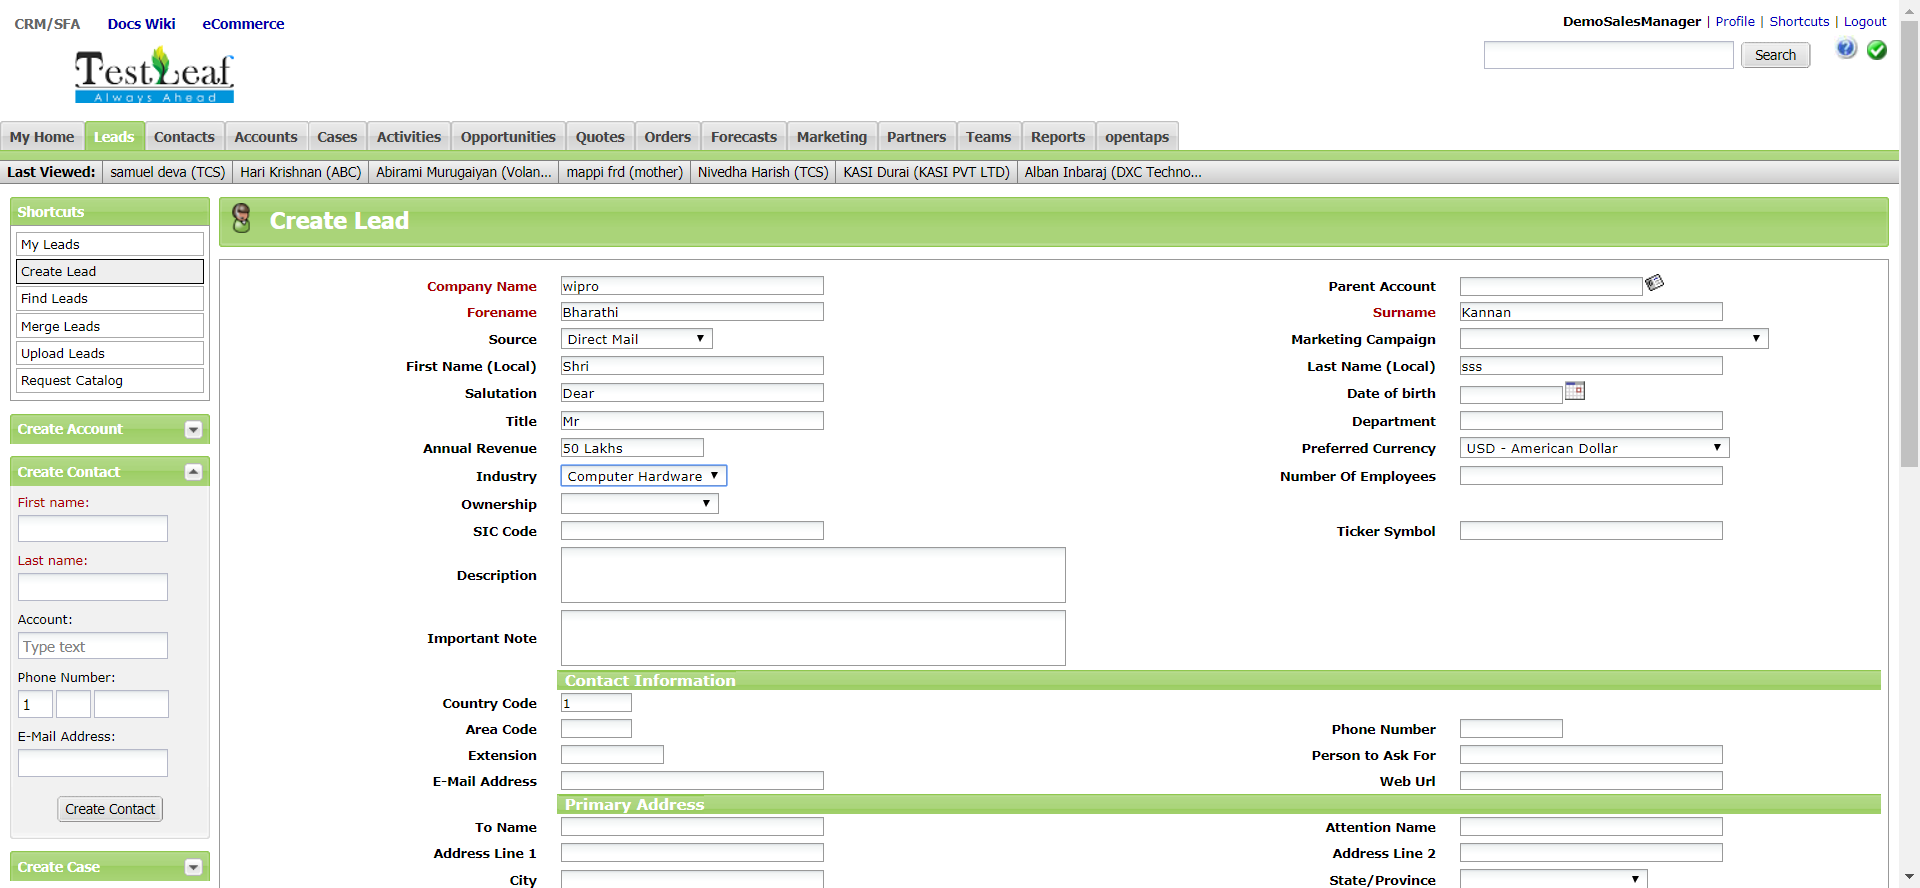 CRM/SFA Docs Wiki eCommerce
DemoSalesManager | Profile | Shortcuts | Logout
Search
TestLeaf
Always Ahead
My Home Leads Contacts Accounts Cases Activities Opportunities Quotes Orders Forecasts Marketing Partners Teams Reports opentaps
Last Viewed: samuel deva (TCS) Hari Krishnan (ABC) Abirami Murugaiyan (Volan... mappi frd (mother) Nivedha Harish (TCS) KASI Durai (KASI PVT LTD) Alban Inbaraj (DXC Techno...
Shortcuts
My Leads
Create Lead
Find Leads
Merge Leads
Upload Leads
Request Catalog
Create Account
Create Contact
First name:
Last name:
Account:
Type text
Phone Number:
1
E-Mail Address:
Create Contact
Create Case
Create Lead
Company Name wipro Parent Account
Forename Bharathi Surname Kannan
Source Direct Mail Marketing Campaign
First Name (Local) Shri Last Name (Local) sss
Salutation Dear Date of birth
Title Mr Department
Annual Revenue 50 Lakhs Preferred Currency USD - American Dollar
Industry Computer Hardware Number Of Employees
Ownership
SIC Code Ticker Symbol
Description
Important Note
Contact Information
Country Code 1
Area Code Phone Number
Extension Person to Ask For
E-Mail Address Web Url
Primary Address
To Name Attention Name
Address Line 1 Address Line 2
City State/Province